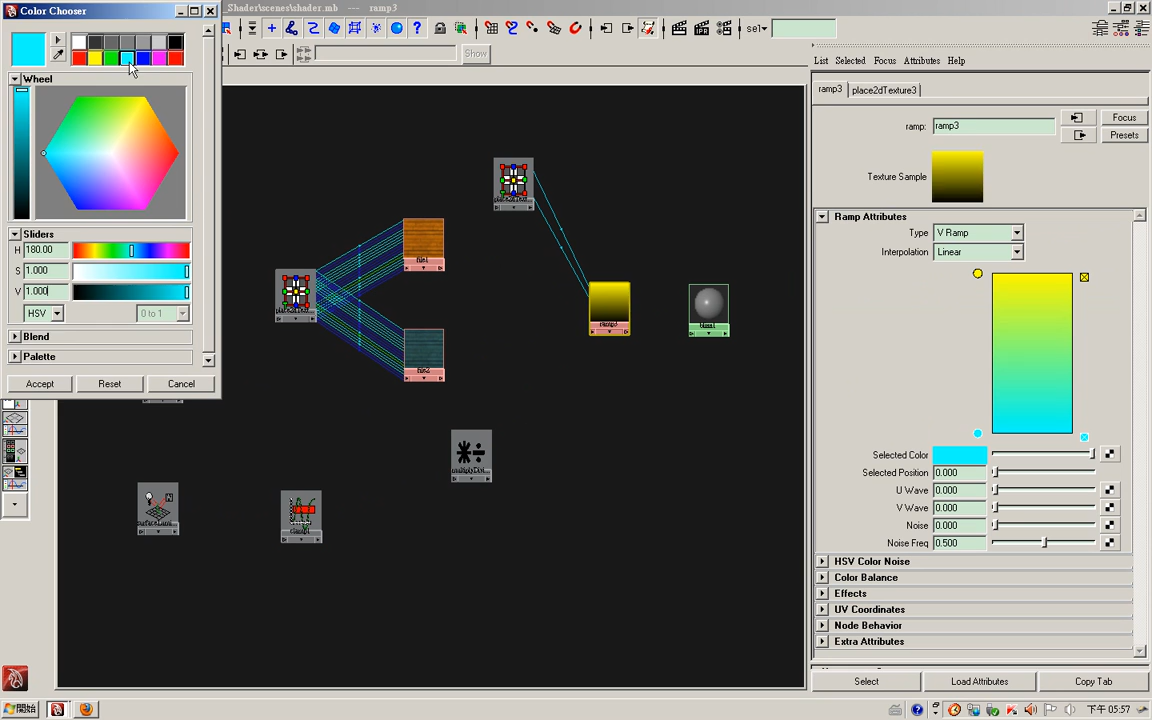 Color Chooser
_Shader\scenes\shader.mb --- ramp3
sel
Show
Wheel
Sliders
H 180.00
S 1.000
V 1.000
HSV
0 to 1
Blend
Palette
Accept Reset Cancel
file1
file2
List Selected Focus Attributes Help
ramp3 place2dTexture3
ramp: ramp3
Focus
Presets
Texture Sample
Ramp Attributes
Type V Ramp
Interpolation Linear
Selected Color
Selected Position 0.000
U Wave 0.000
V Wave 0.000
Noise 0.000
Noise Freq 0.500
HSV Color Noise
Color Balance
Effects
UV Coordinates
Node Behavior
Extra Attributes
Select Load Attributes Copy Tab
開始
下午 05:57